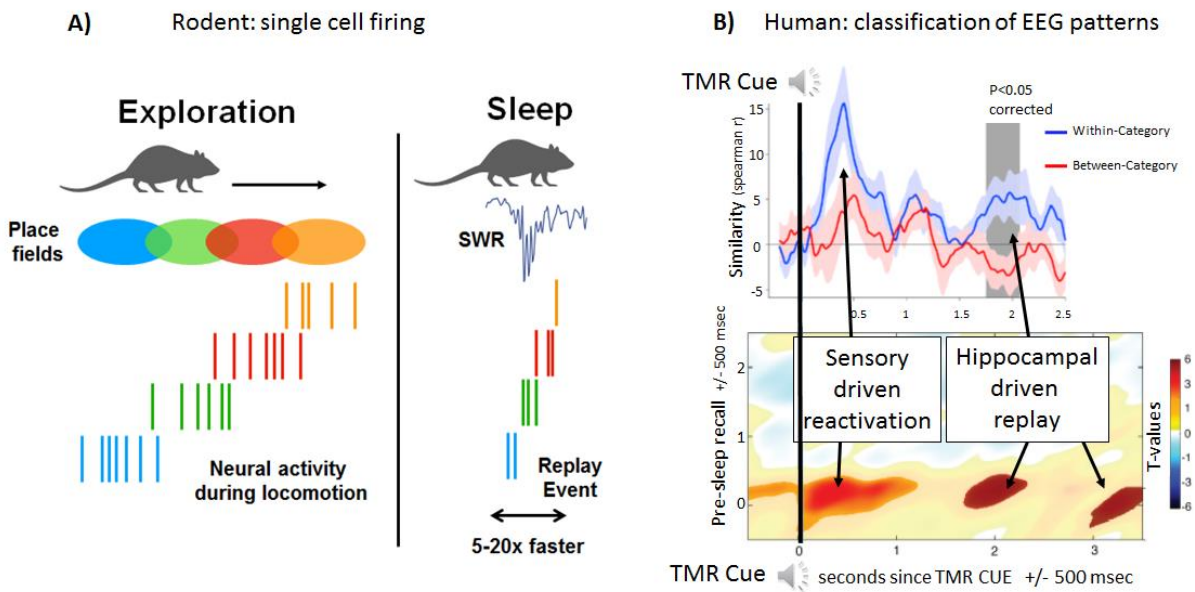 A) Rodent: single cell firing
Exploration
Sleep
Place
fields
SWR
Neural activity
during locomotion
Replay
Event
5-20x faster
B) Human: classification of EEG patterns
TMR Cue
P<0.05
corrected
Within-Category
Between-Category
Similarity (spearman r)
15
10
5
0
-5
0.5
1
1.5
2
2.5
Sensory
driven
reactivation
Hippocampal
driven
replay
Pre-sleep recall +/- 500 msec
2
1
0
0
1
2
3
T-values
6
3
1
0
-1
-3
-6
TMR Cue seconds since TMR CUE +/- 500 msec